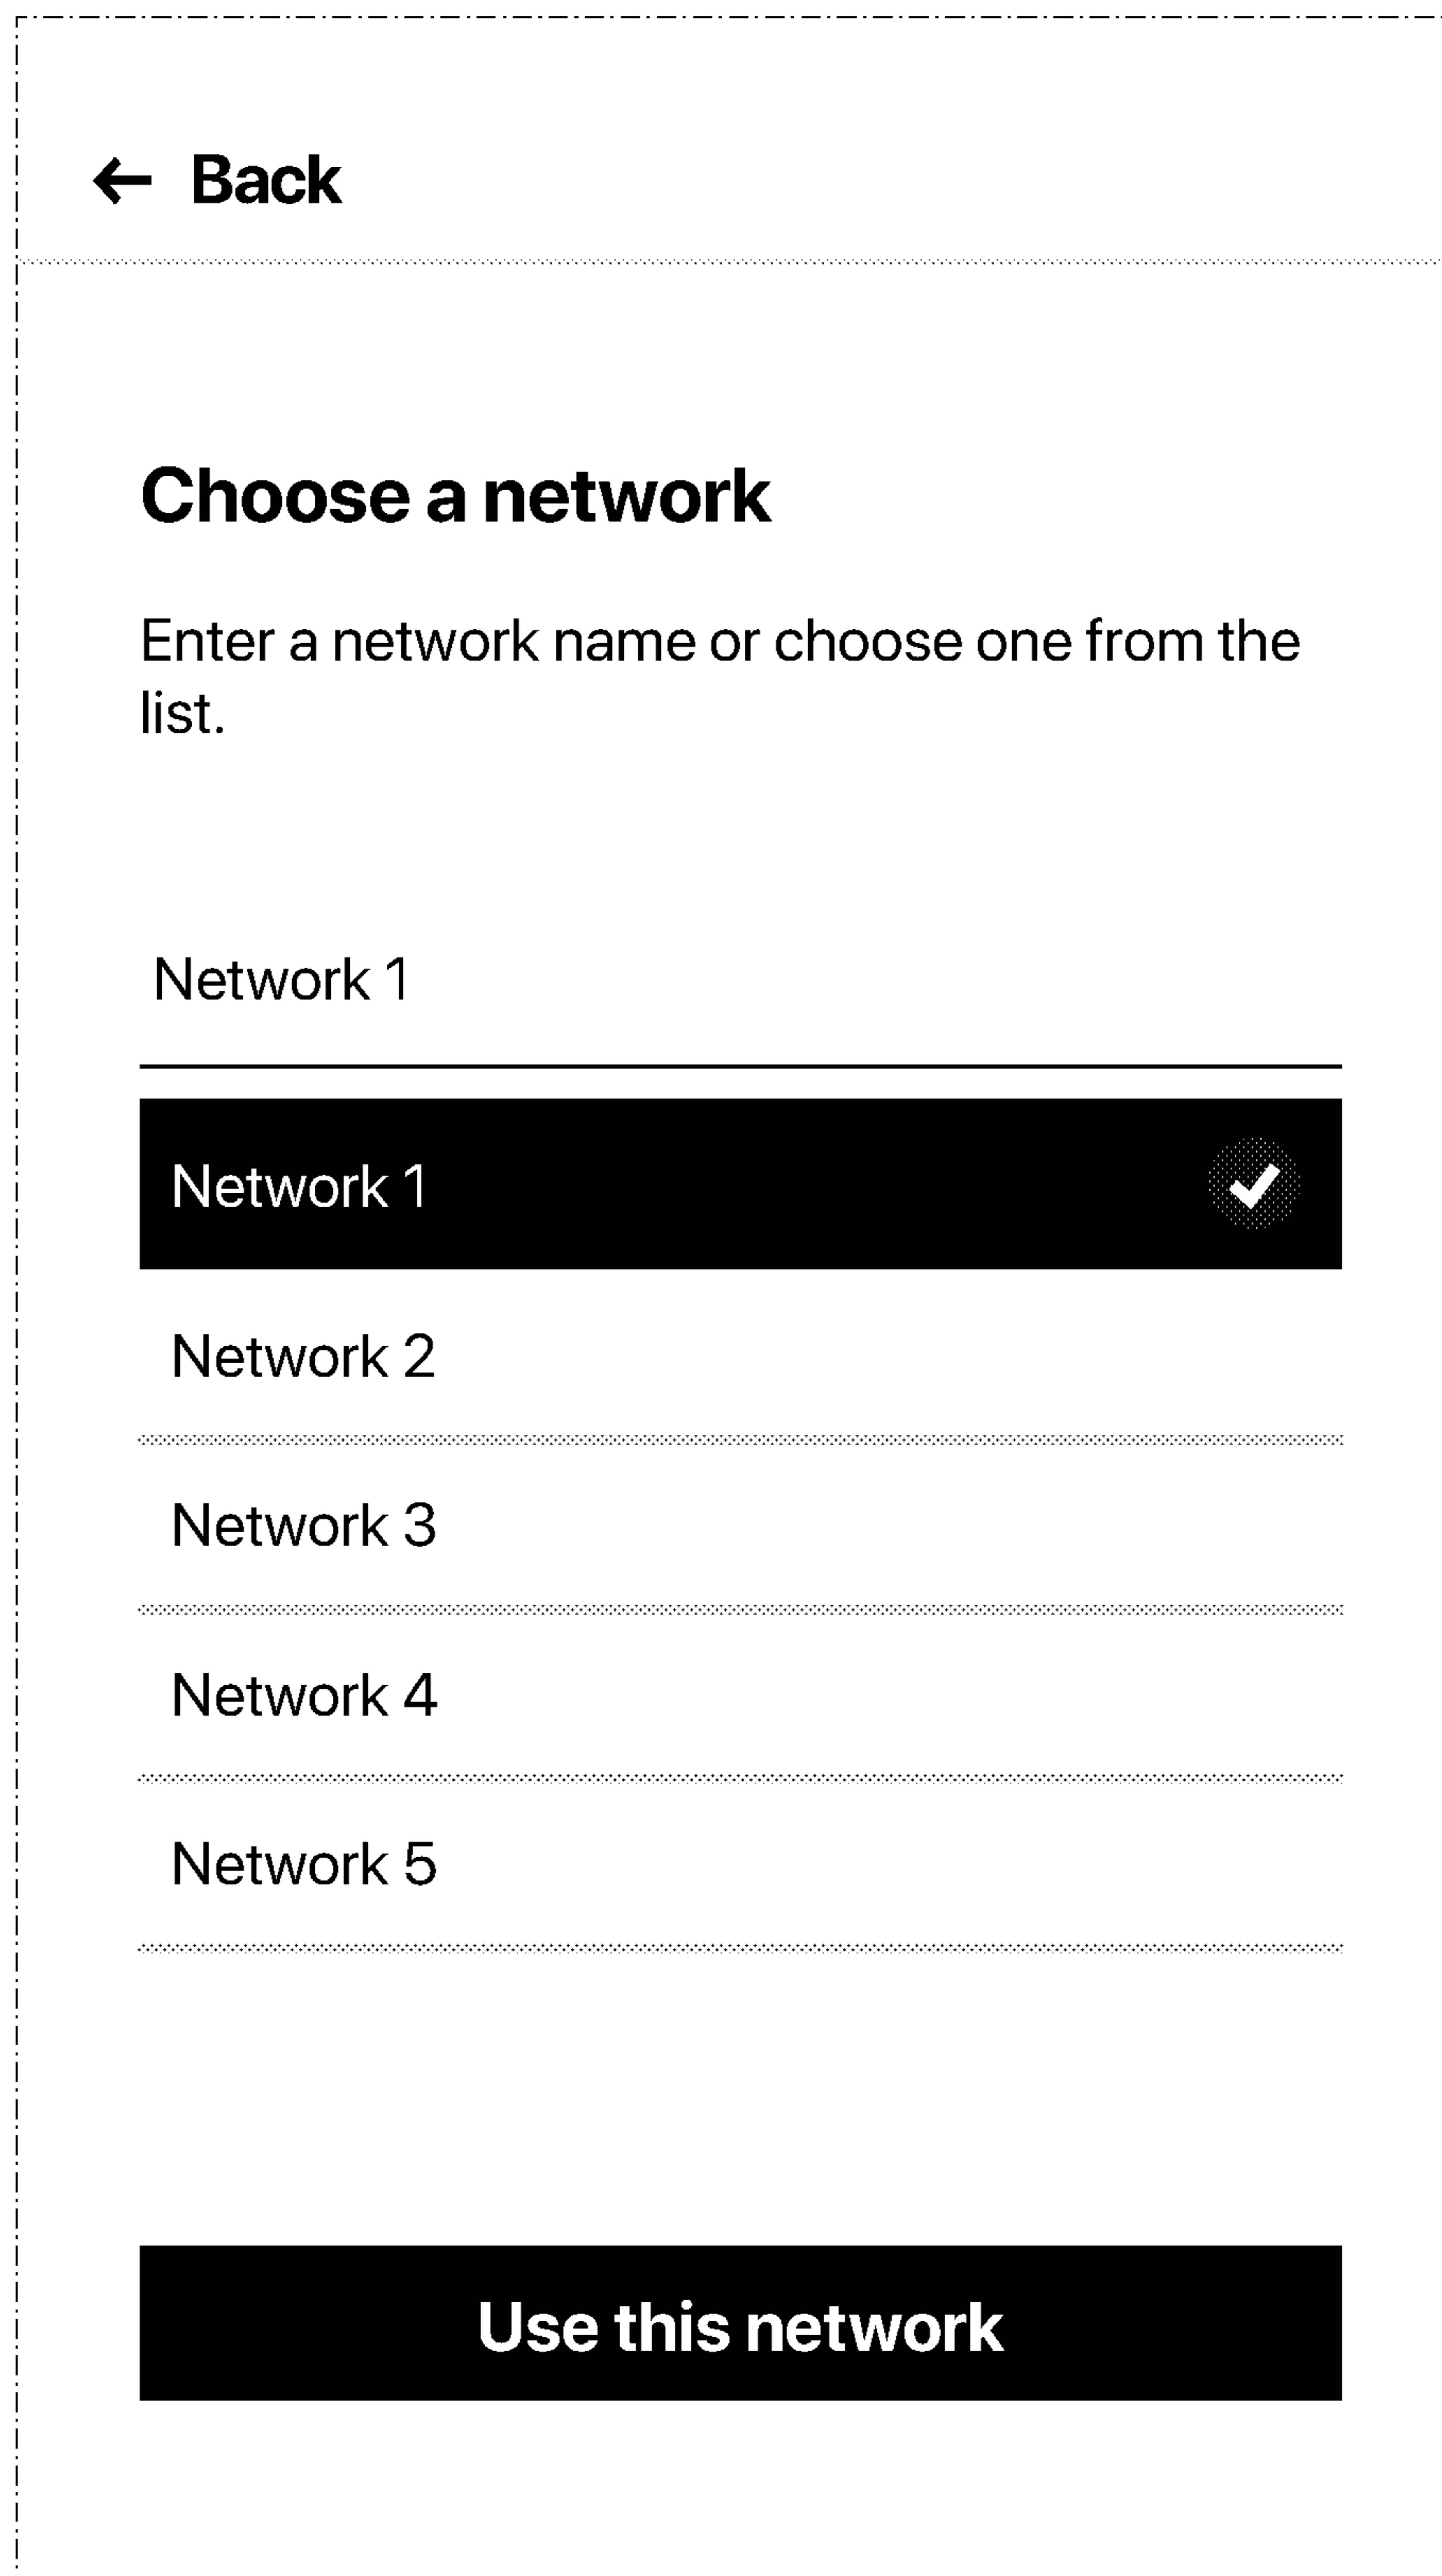 Back
Choose a network
Enter a network name or choose one from the
list.
Network 1
Network 1
Network 2
Network 3
Network 4
Network 5
Use this network